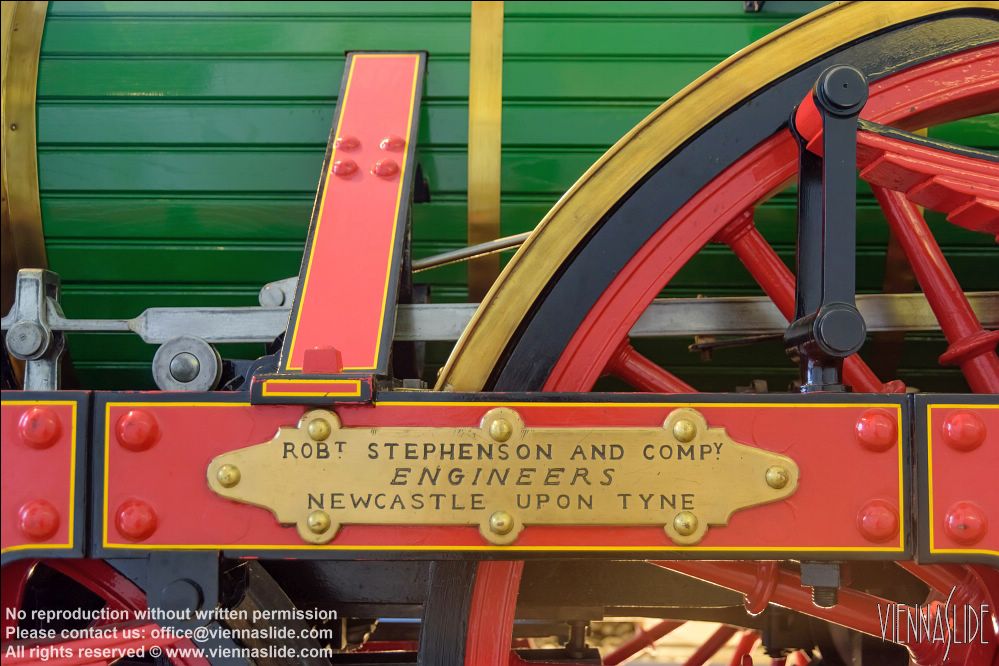 ROBᵀ STEPHENSON AND COMPʸ
ENGINEERS
NEWCASTLE UPON TYNE
No reproduction without written permission
Please contact us: office@viennaslide.com
All rights reserved © www.viennaslide.com
VIENNASLIDE